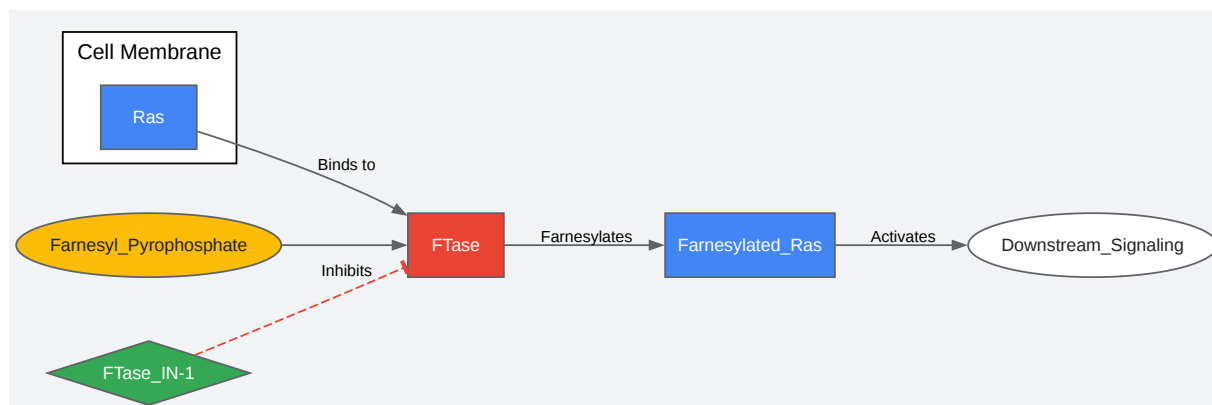 Cell Membrane
Ras
Binds to
Farnesyl_Pyrophosphate
FTase
Farnesylates
Farnesylated_Ras
Activates
Downstream_Signaling
Inhibits
FTase_IN-1